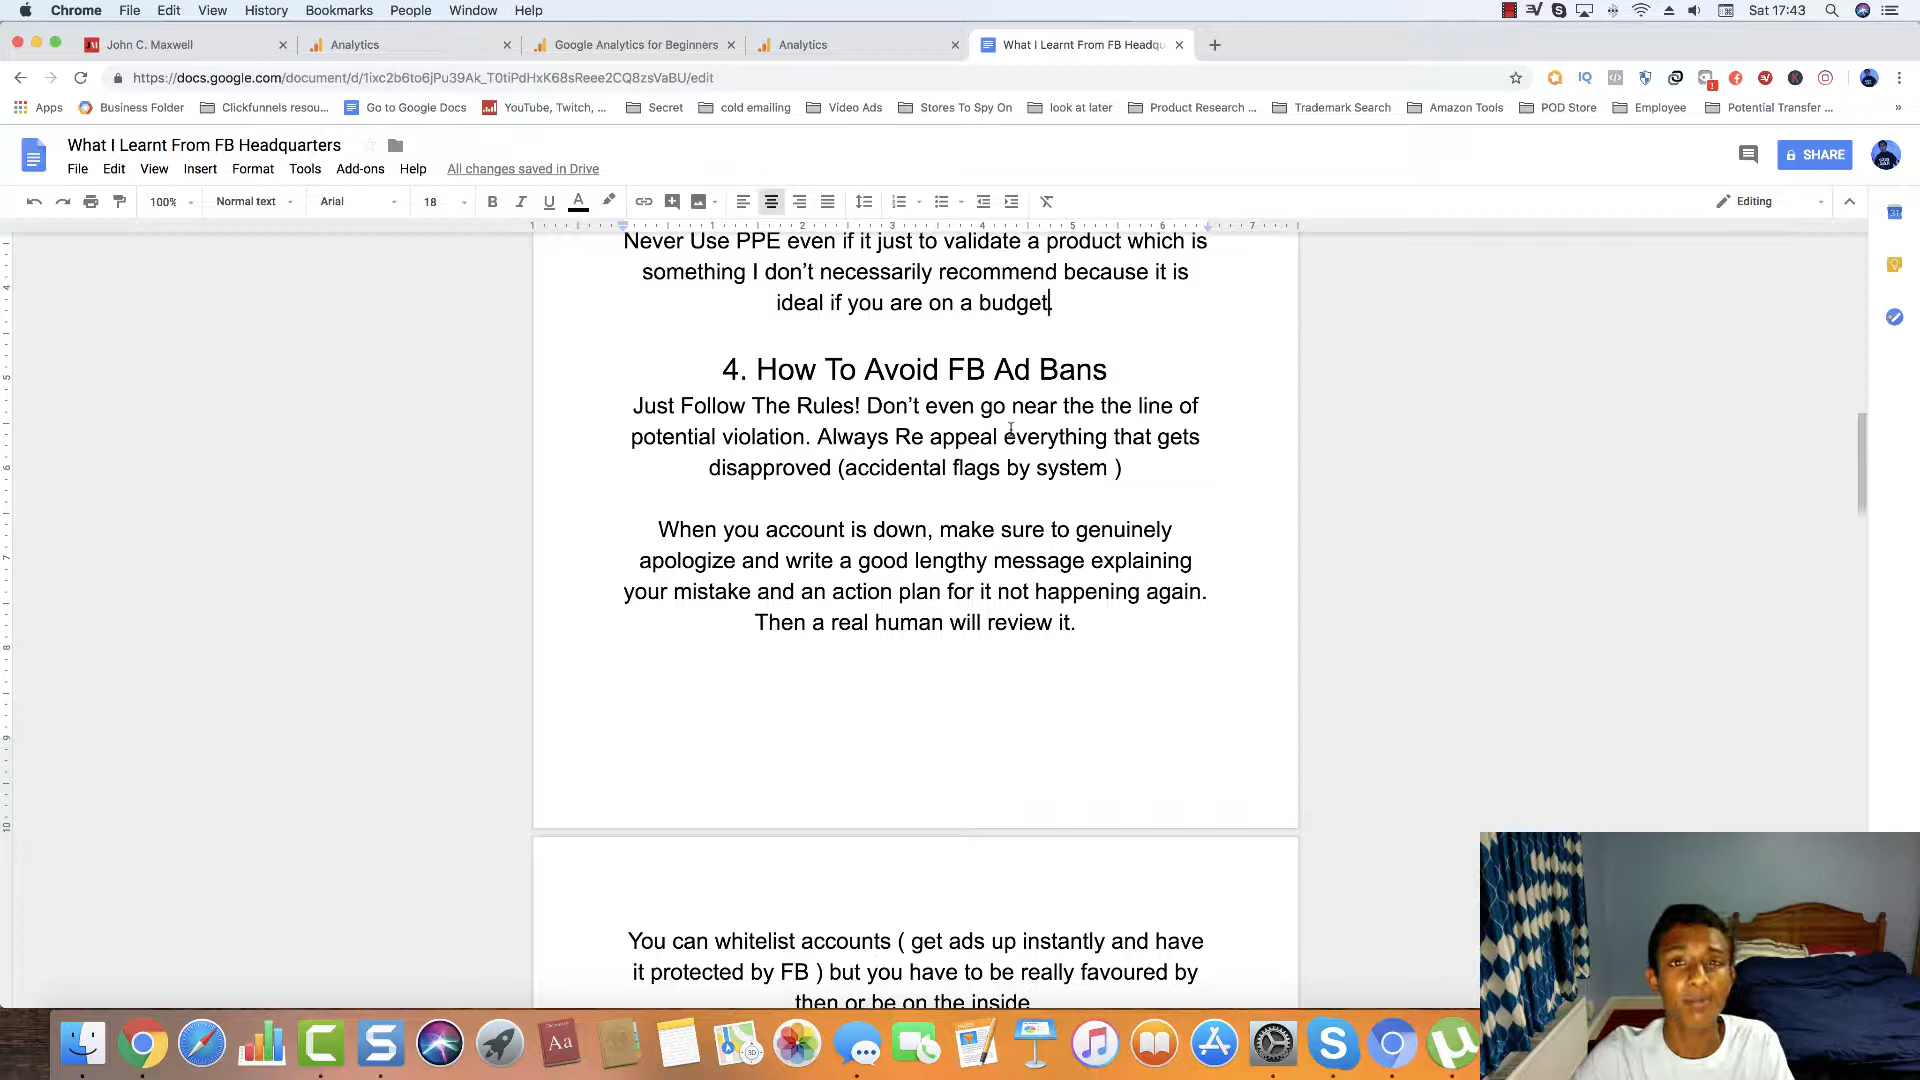 Chrome File Edit View History Bookmarks People Window Help Sat 17:43
John C. Maxwell Analytics Google Analytics for Beginners Analytics What I Learnt From FB Headqu
https://docs.google.com/document/d/1ixc2b6to6jPu39Ak_T0tiPdHxK68sReee2CQ8zsVaBU/edit
Apps Business Folder Clickfunnels resou... Go to Google Docs YouTube, Twitch, ... Secret cold emailing Video Ads Stores To Spy On look at later Product Research ... Trademark Search Amazon Tools POD Store Employee Potential Transfer ... »
What I Learnt From FB Headquarters
SHARE
File Edit View Insert Format Tools Add-ons Help All changes saved in Drive
100% Normal text Arial 18 B I U A Editing
1 1 2 3 4 5 6 7
Never Use PPE even if it just to validate a product which is
something I don’t necessarily recommend because it is
ideal if you are on a budget.
4. How To Avoid FB Ad Bans
Just Follow The Rules! Don’t even go near the the line of
potential violation. Always Re appeal everything that gets
disapproved (accidental flags by system )
When you account is down, make sure to genuinely
apologize and write a good lengthy message explaining
your mistake and an action plan for it not happening again.
Then a real human will review it.
You can whitelist accounts ( get ads up instantly and have
it protected by FB ) but you have to be really favoured by
then or be on the inside